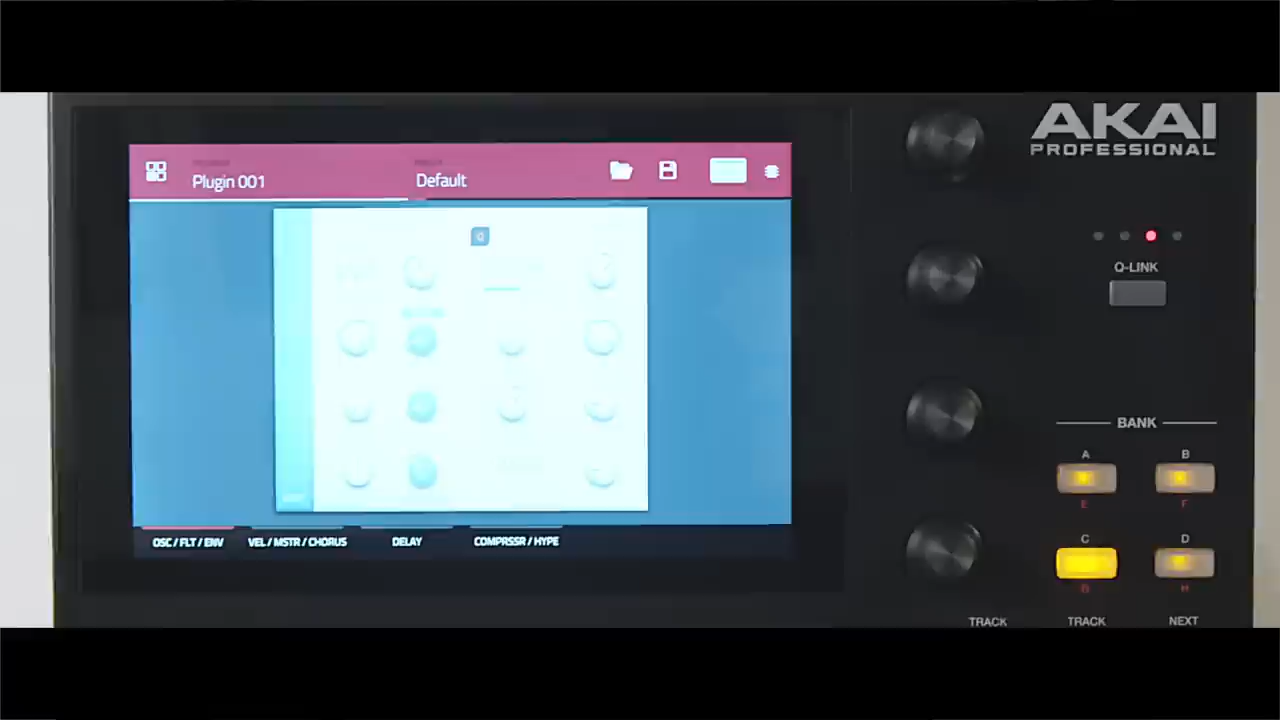 AKAI
PROFESSIONAL
Plugin 001
Default
Q-LINK
BANK
A
B
E
F
C
D
G
H
OSC / FLT / ENV
VEL / MSTR / CHORUS
DELAY
COMPRSSR / HYPE
TRACK
TRACK
NEXT